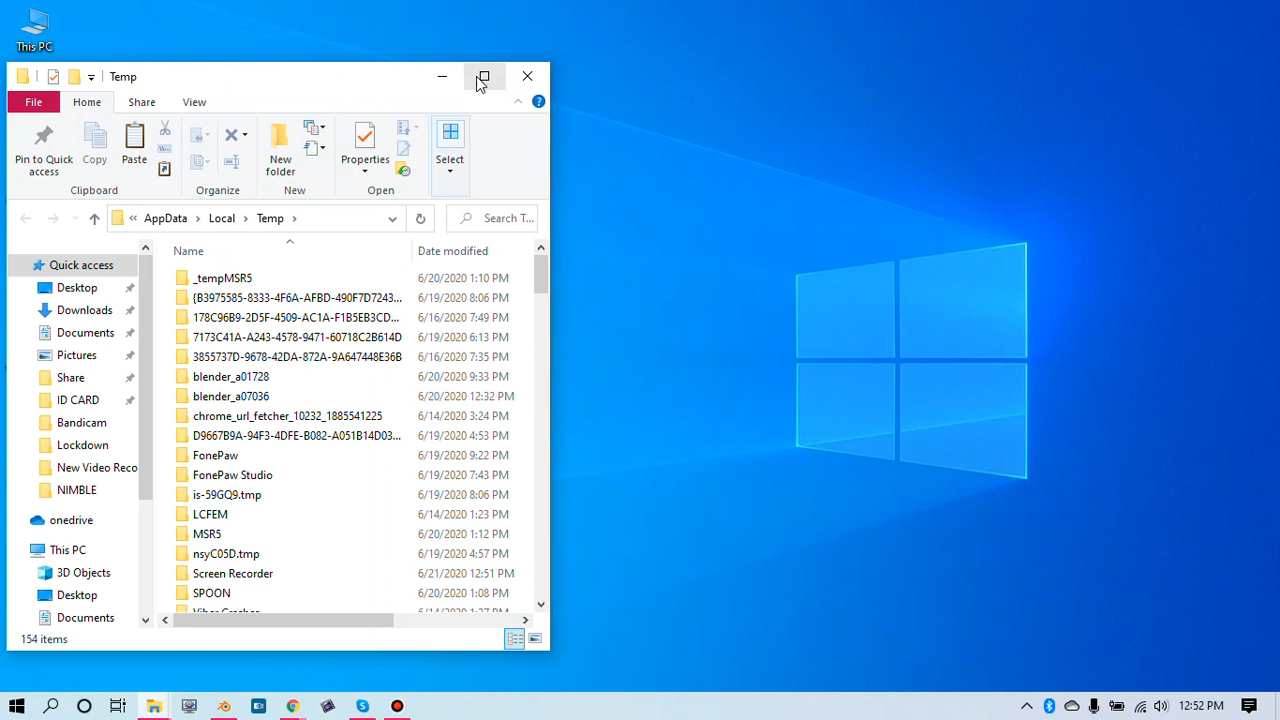 This PC
Temp
File Home Share View
Pin to Quick access
Copy
Paste
Clipboard
Organize
New folder
New
Properties
Open
Select
AppData Local Temp
Search T...
Name Date modified
Quick access
Desktop
Downloads
Documents
Pictures
Share
ID CARD
Bandicam
Lockdown
New Video Reco
NIMBLE
onedrive
This PC
3D Objects
Desktop
Documents
_tempMSR5 6/20/2020 1:10 PM
{B3975585-8333-4F6A-AFBD-490F7D7243... 6/19/2020 8:06 PM
178C96B9-2D5F-4509-AC1A-F1B5EB3CD... 6/16/2020 7:49 PM
7173C41A-A243-4578-9471-60718C2B614D 6/19/2020 6:13 PM
3855737D-9678-42DA-872A-9A647448E36B 6/16/2020 7:35 PM
blender_a01728 6/20/2020 9:33 PM
blender_a07036 6/20/2020 12:32 PM
chrome_url_fetcher_10232_1885541225 6/14/2020 3:24 PM
D9667B9A-94F3-4DFE-B082-A051B14D03... 6/19/2020 4:53 PM
FonePaw 6/19/2020 9:22 PM
FonePaw Studio 6/19/2020 7:43 PM
is-59GQ9.tmp 6/19/2020 8:06 PM
LCFEM 6/14/2020 1:23 PM
MSR5 6/20/2020 1:12 PM
nsyC05D.tmp 6/19/2020 4:57 PM
Screen Recorder 6/21/2020 12:51 PM
SPOON 6/20/2020 1:08 PM
Viber Crashes 6/14/2020 1:27 PM
154 items
12:52 PM